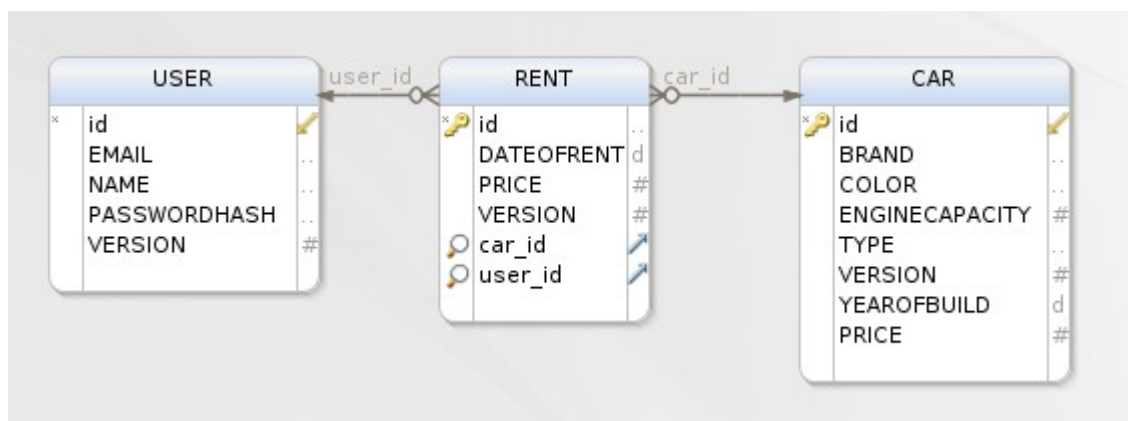 USER
id
EMAIL
NAME
PASSWORDHASH
VERSION
#
user_id
RENT
id
DATEOFRENT d
PRICE #
VERSION #
car_id
user_id
car_id
CAR
id
BRAND
COLOR
ENGINECAPACITY #
TYPE
VERSION #
YEAROFBUILD d
PRICE #